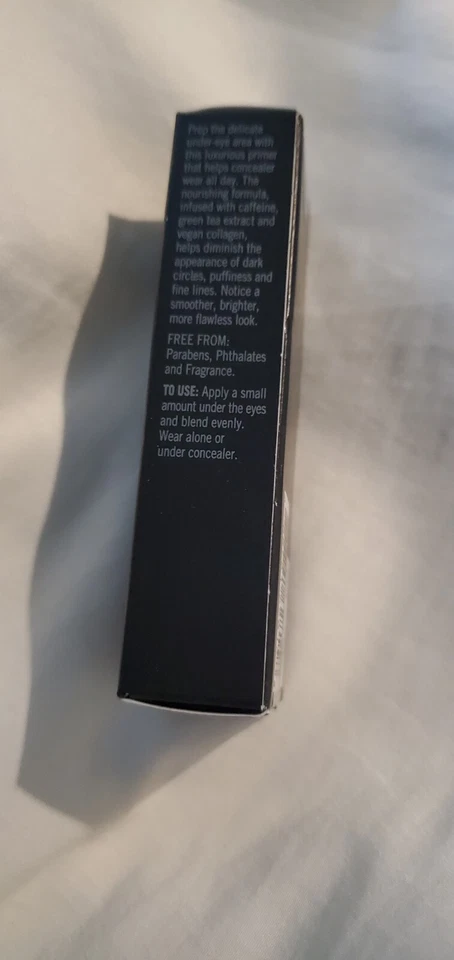 Prep the delicate
under-eye area with
this luxurious primer
that helps concealer
wear all day. The
nourishing formula,
infused with caffeine,
green tea extract and
vegan collagen,
helps diminish the
appearance of dark
circles, puffiness and
fine lines. Notice a
smoother, brighter,
more flawless look.
FREE FROM:
Parabens, Phthalates
and Fragrance.
TO USE: Apply a small
amount under the eyes
and blend evenly.
Wear alone or
under concealer.